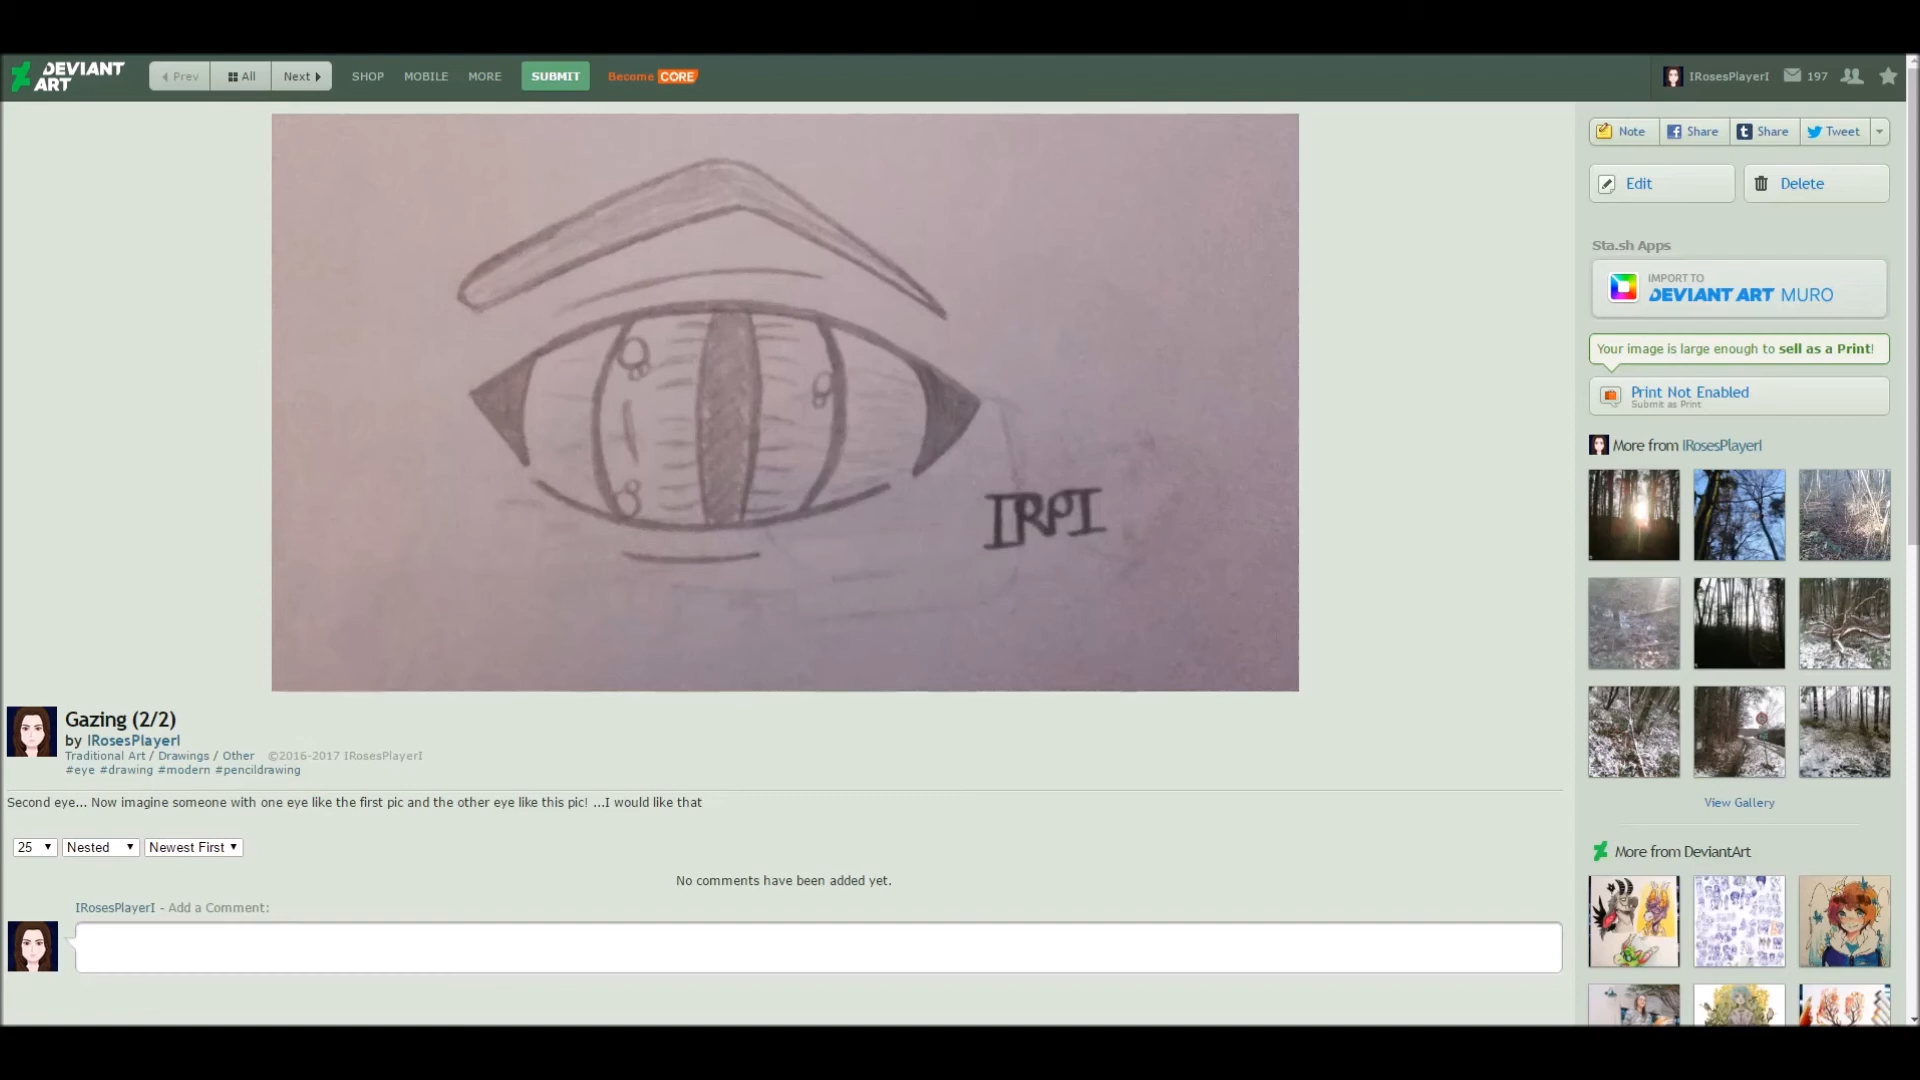 DEVIANT ART
Prev
All
Next
SHOP
MOBILE
MORE
SUBMIT
Become CORE
IRosesPlayerI
197
Note
Share
Share
Tweet
Edit
Delete
Sta.sh Apps
IMPORT TO
DEVIANT ART MURO
Your image is large enough to sell as a Print!
Print Not Enabled
Submit as Print
More from IRosesPlayerI
View Gallery
More from DeviantArt
IRPI
Gazing (2/2)
by IRosesPlayerI
Traditional Art / Drawings / Other ©2016-2017 IRosesPlayerI
#eye #drawing #modern #pencildrawing
Second eye... Now imagine someone with one eye like the first pic and the other eye like this pic! ...I would like that
25
Nested
Newest First
No comments have been added yet.
IRosesPlayerI - Add a Comment: